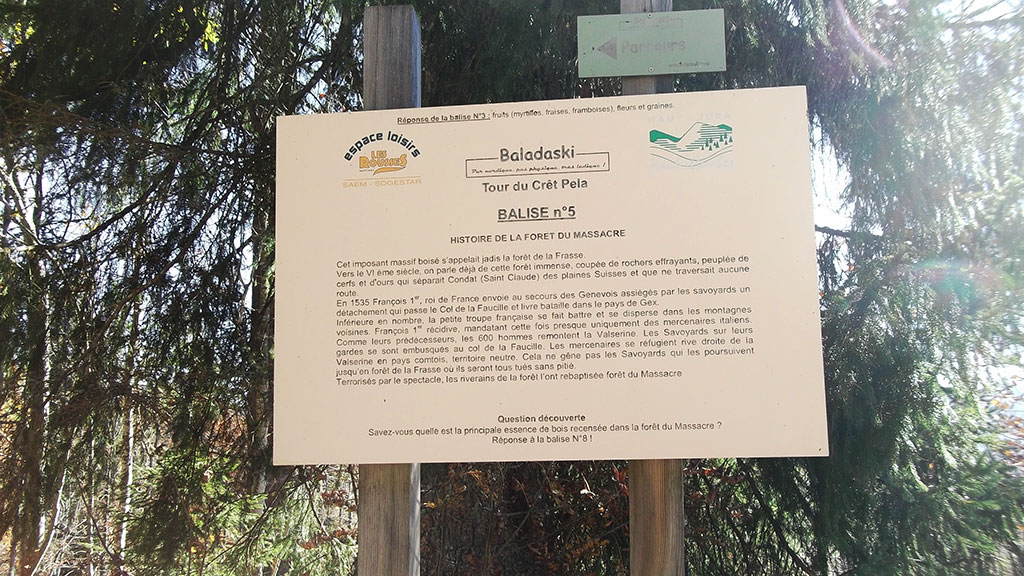 Parcours
Réponse de la balise N°3 : fruits (myrtilles, fraises, framboises), fleurs et graines.
espace loisirs
LES ROUSSES
SAEM - SOGESTAR
HAUT JURA
Baladaski
Tour du Crêt Pela
BALISE n°5
HISTOIRE DE LA FORET DU MASSACRE
Cet imposant massif boisé s'appelait jadis la forêt de la Frasse.
Vers le VI éme siècle, on parle déjà de cette forêt immense, coupée de rochers effrayants, peuplée de
cerfs et d'ours qui séparait Condat (Saint Claude) des plaines Suisses et que ne traversait aucune
route.
En 1535 François 1er, roi de France envoie au secours des Genevois assiégés par les savoyards un
détachement qui passe le Col de la Faucille et livre bataille dans le pays de Gex.
Inférieure en nombre, la petite troupe française se fait battre et se disperse dans les montagnes
voisines. François 1er récidive, mandatant cette fois presque uniquement des mercenaires italiens.
Comme leurs prédécesseurs, les 600 hommes remontent la Valserine. Les Savoyards sur leurs
gardes se sont embusqués au col de la Faucille. Les mercenaires se réfugient rive droite de la
Valserine en pays comtois, territoire neutre. Cela ne gêne pas les Savoyards qui les poursuivent
jusqu'en forêt de la Frasse où ils seront tous tués sans pitié.
Terrorisés par le spectacle, les riverains de la forêt l'ont rebaptisée forêt du Massacre
Question découverte
Savez-vous quelle est la principale essence de bois recensée dans la forêt du Massacre ?
Réponse à la balise N°8 !